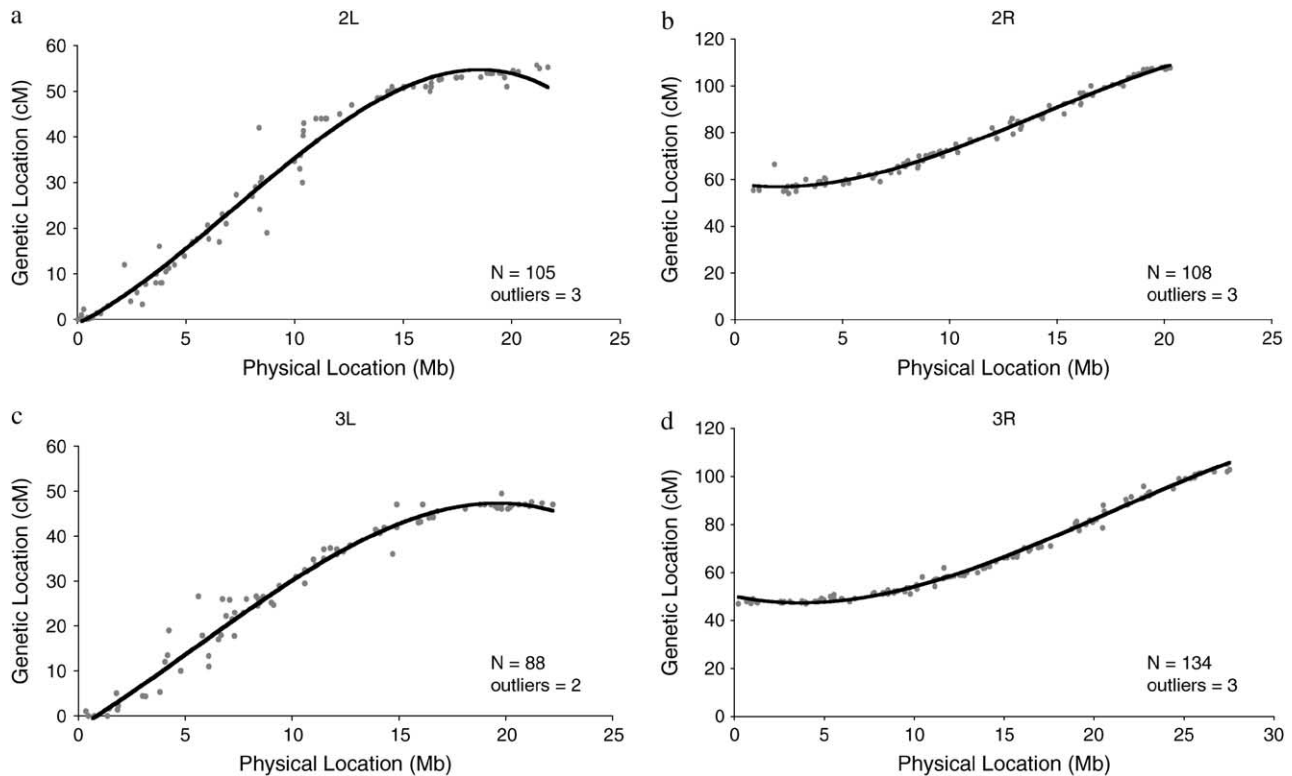 a
2L
60
50
40
30
20
10
0
Genetic Location (cM)
N = 105
outliers = 3
0 5 10 15 20 25
Physical Location (Mb)
b
2R
120
100
80
60
40
20
0
Genetic Location (cM)
N = 108
outliers = 3
0 5 10 15 20 25
Physical Location (Mb)
c
3L
60
50
40
30
20
10
0
Genetic Location (cM)
N = 88
outliers = 2
0 5 10 15 20 25
Physical Location (Mb)
d
3R
120
100
80
60
40
20
0
Genetic Location (cM)
N = 134
outliers = 3
0 5 10 15 20 25 30
Physical Location (Mb)